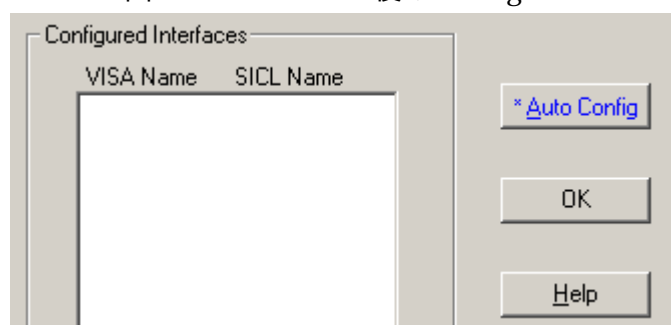 Configured Interfaces
VISA Name SICL Name
* Auto Config
OK
Help